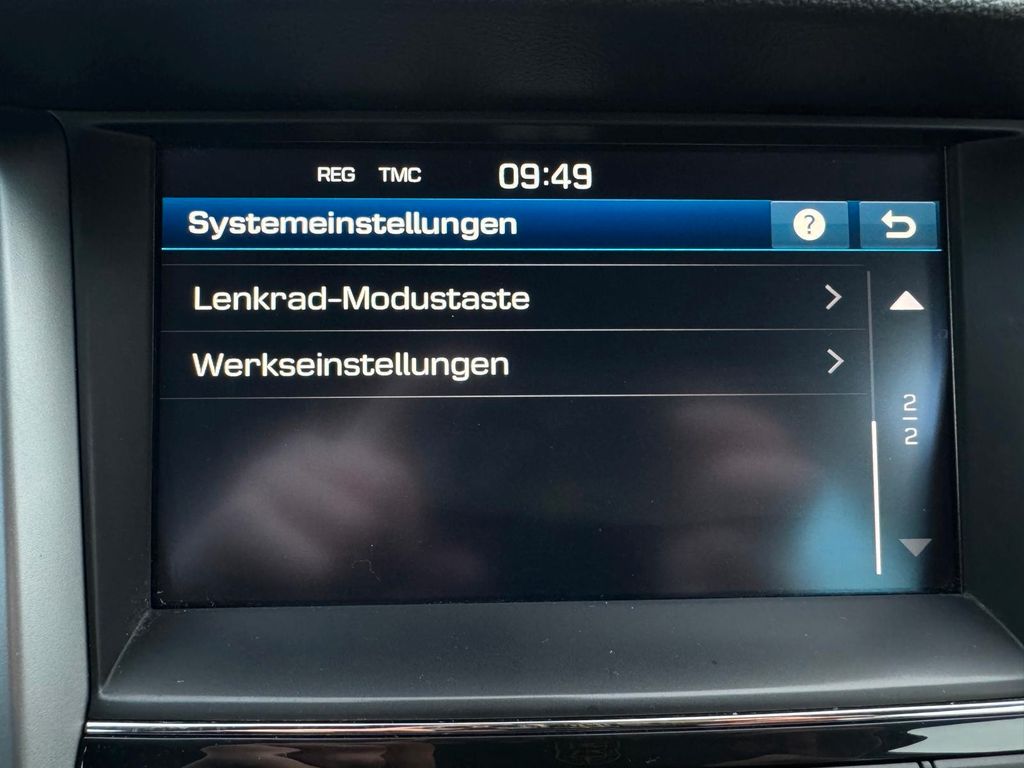 REG TMC 09:49
Systemeinstellungen ?
Lenkrad-Modustaste
Werkseinstellungen
2
2